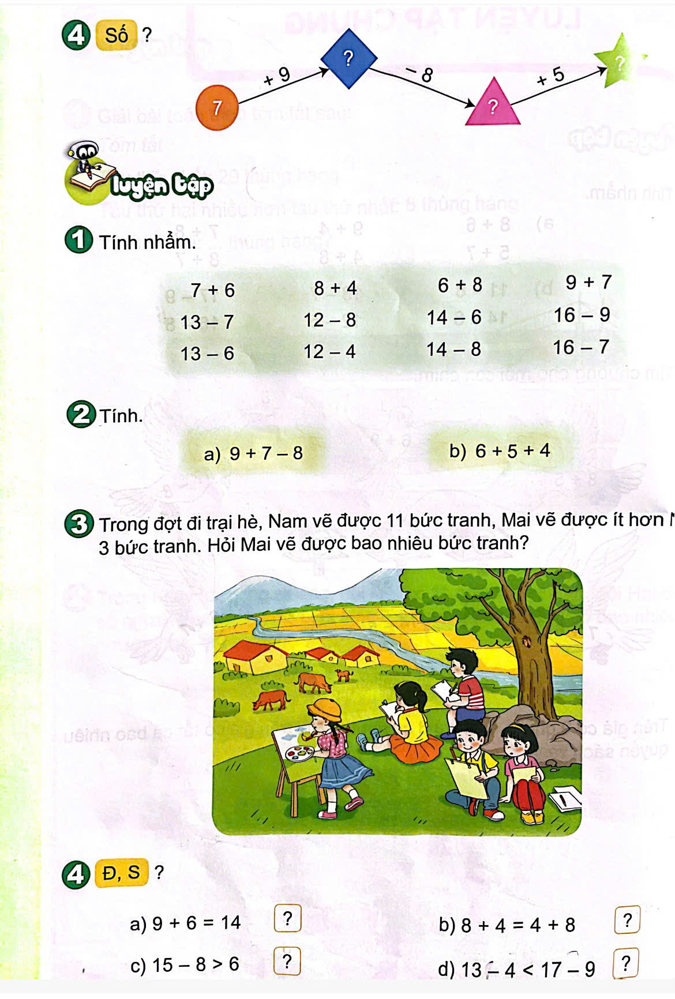 4 Số ?
7 + 9 ? – 8 ? + 5 ?
Luyện tập
1 Tính nhẩm.
7 + 6 8 + 4 6 + 8 9 + 7
13 – 7 12 – 8 14 – 6 16 – 9
13 – 6 12 – 4 14 – 8 16 – 7
2 Tính.
a) 9 + 7 – 8 b) 6 + 5 + 4
3 Trong đợt đi trại hè, Nam vẽ được 11 bức tranh, Mai vẽ được ít hơn
3 bức tranh. Hỏi Mai vẽ được bao nhiêu bức tranh?
4 Đ, S ?
a) 9 + 6 = 14 ? b) 8 + 4 = 4 + 8 ?
c) 15 – 8 > 6 ? d) 13 – 4 < 17 – 9 ?